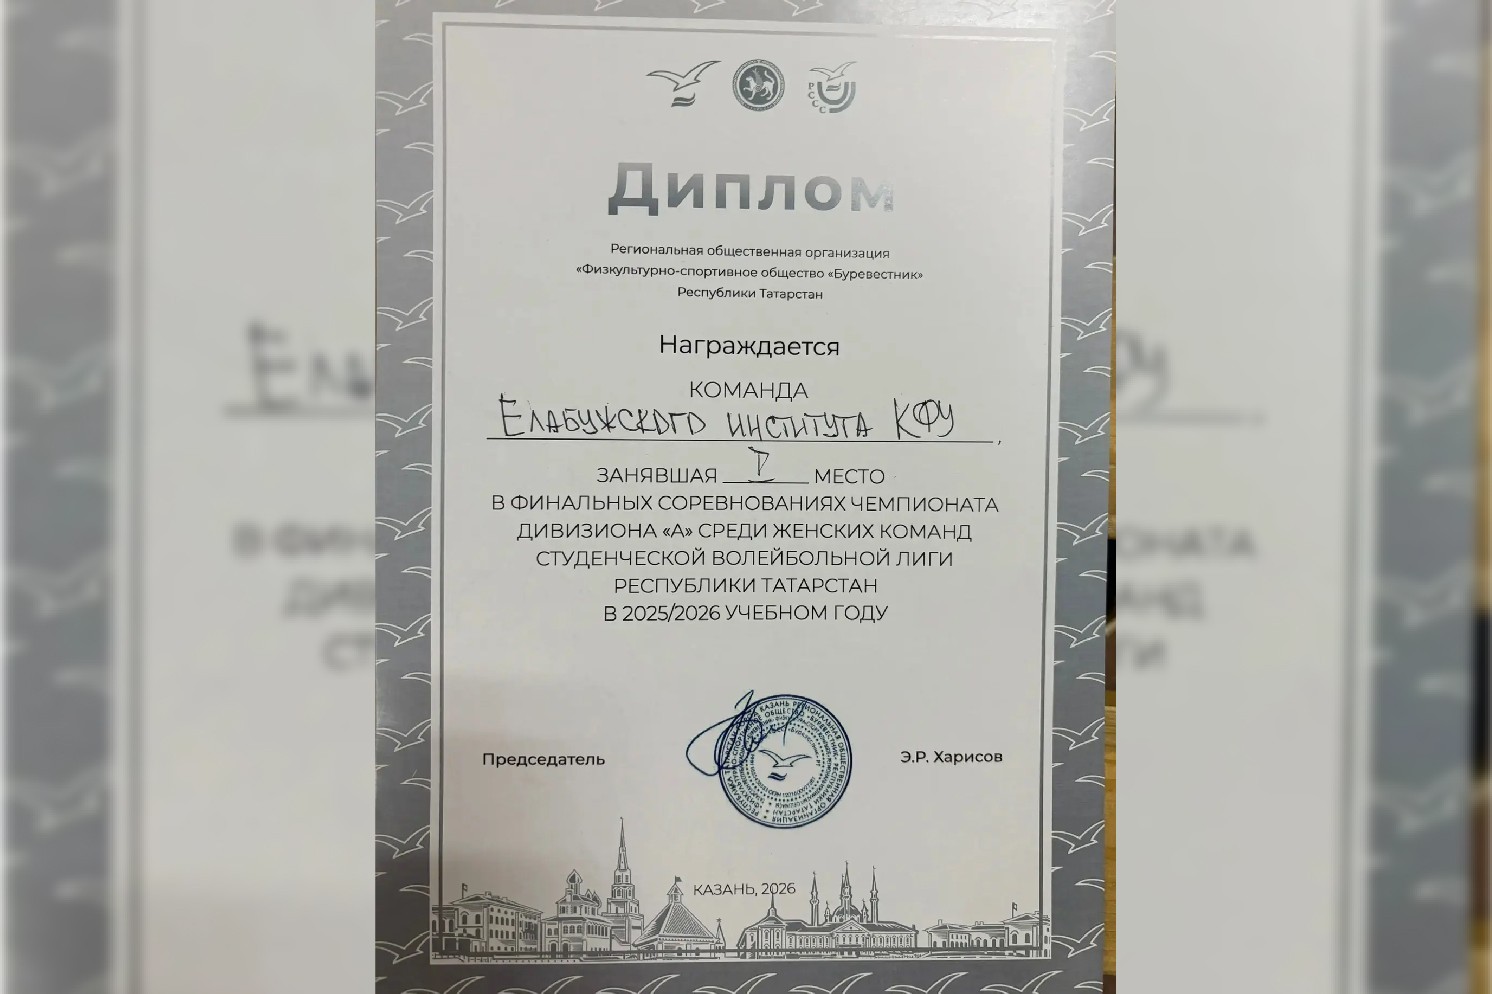 РССС
Диплом
Региональная общественная организация
«Физкультурно-спортивное общество «Буревестник»
Республики Татарстан
Награждается
КОМАНДА
ЕЛАБУЖСКОГО ИНСТИТУТА КФУ,
ЗАНЯВШАЯ I МЕСТО
В ФИНАЛЬНЫХ СОРЕВНОВАНИЯХ ЧЕМПИОНАТА
ДИВИЗИОНА «А» СРЕДИ ЖЕНСКИХ КОМАНД
СТУДЕНЧЕСКОЙ ВОЛЕЙБОЛЬНОЙ ЛИГИ
РЕСПУБЛИКИ ТАТАРСТАН
В 2025/2026 УЧЕБНОМ ГОДУ
Председатель
Э.Р. Харисов
КАЗАНЬ, 2026